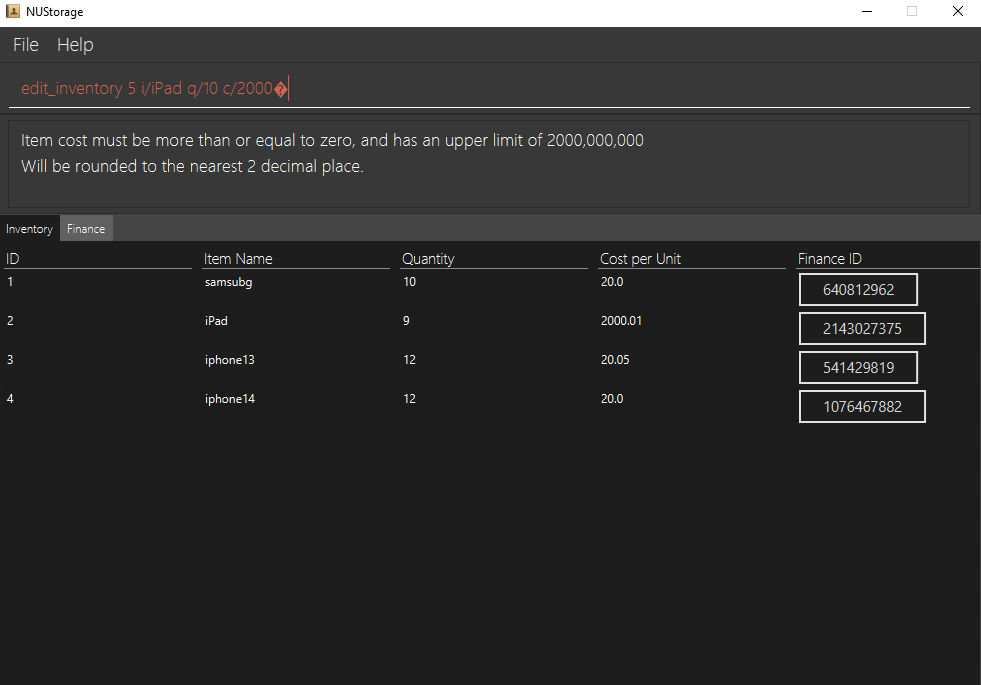 NUStorage
File Help
edit_inventory 5 i/iPad q/10 c/2000�
Item cost must be more than or equal to zero, and has an upper limit of 2000,000,000
Will be rounded to the nearest 2 decimal place.
Inventory Finance
ID Item Name Quantity Cost per Unit Finance ID
1 samsubg 10 20.0 640812962
2 iPad 9 2000.01 2143027375
3 iphone13 12 20.05 541429819
4 iphone14 12 20.0 1076467882